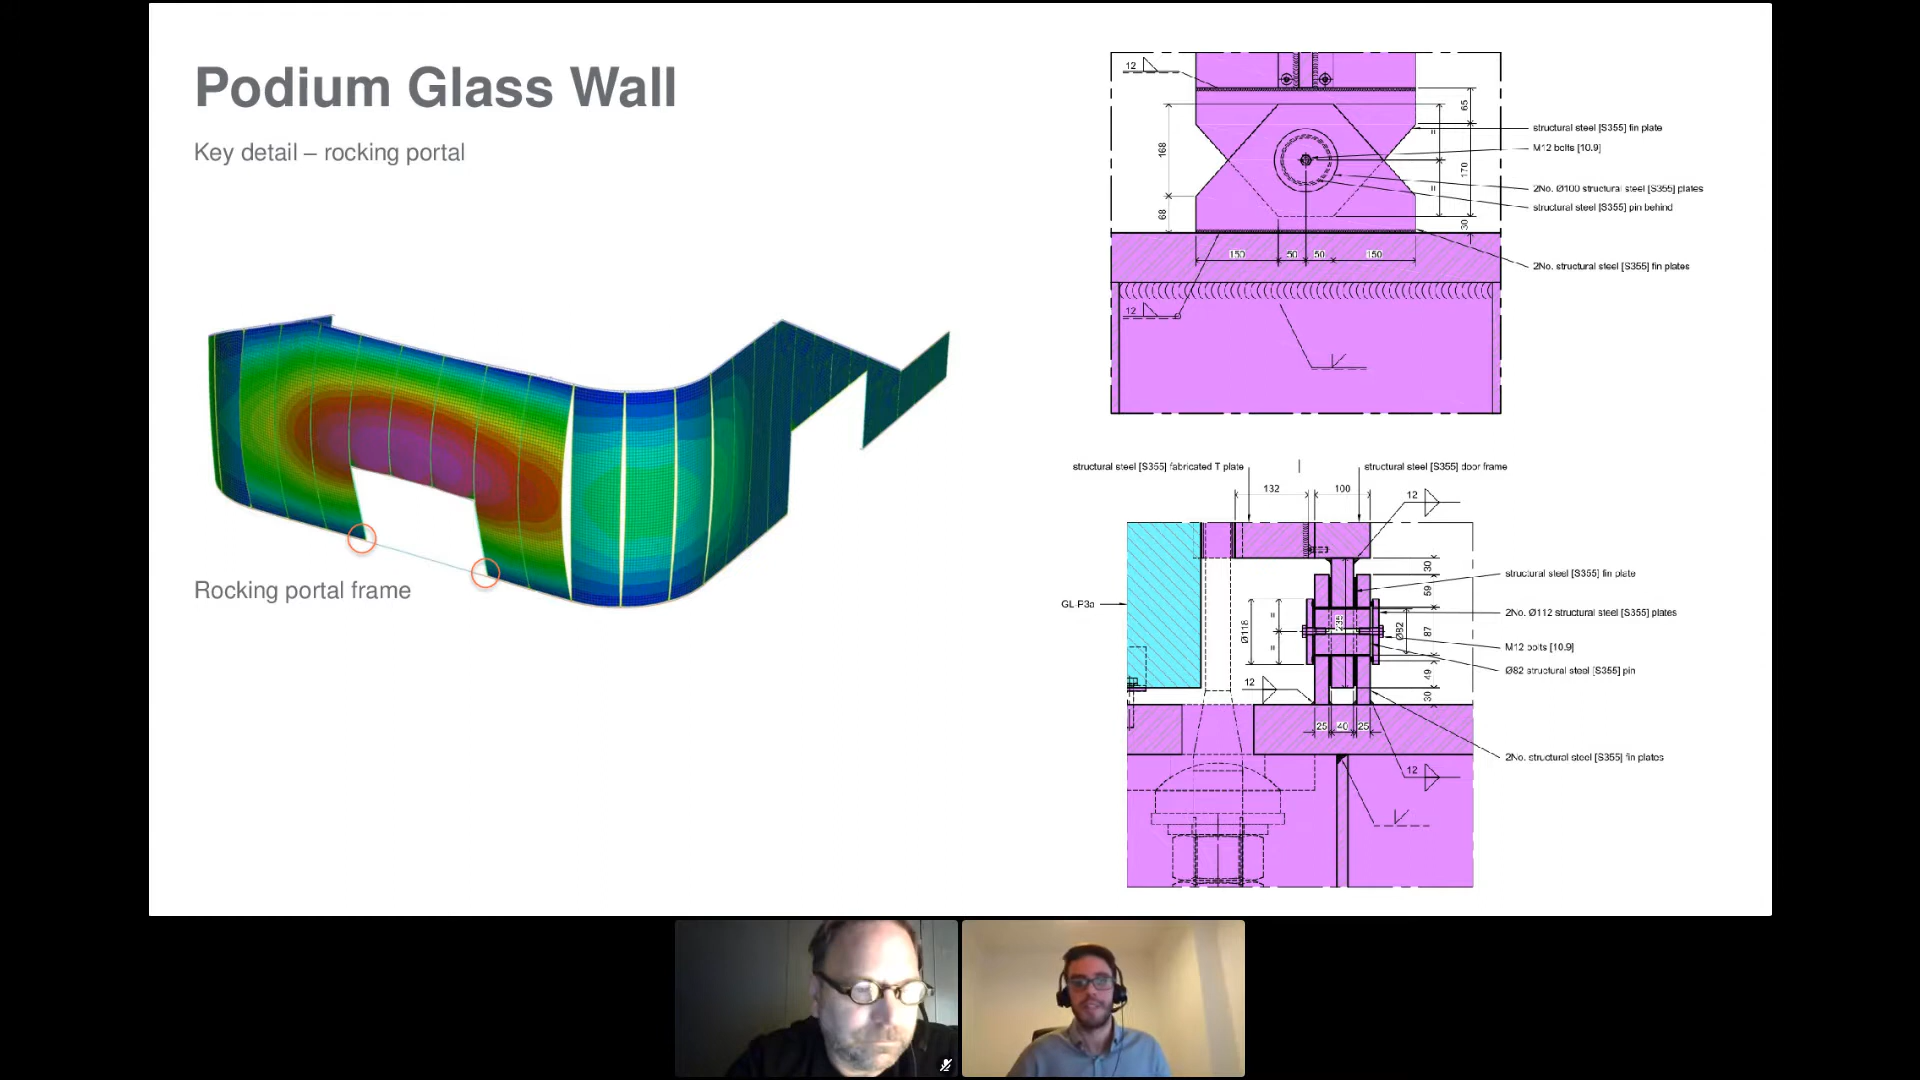 Podium Glass Wall
Key detail – rocking portal
Rocking portal frame
12
168
68
65
=
170
=
30
150
50
50
150
12
structural steel [S355] fin plate
M12 bolts [10.9]
2No. Ø100 structural steel [S355] plates
structural steel [S355] pin behind
2No. structural steel [S355] fin plates
structural steel [S355] fabricated T plate
structural steel [S355] door frame
132
100
12
GL-P3a
Ø118
=
=
235
Ø82
30
59
87
49
30
12
25
40
25
12
structural steel [S355] fin plate
2No. Ø112 structural steel [S355] plates
M12 bolts [10.9]
Ø82 structural steel [S355] pin
2No. structural steel [S355] fin plates